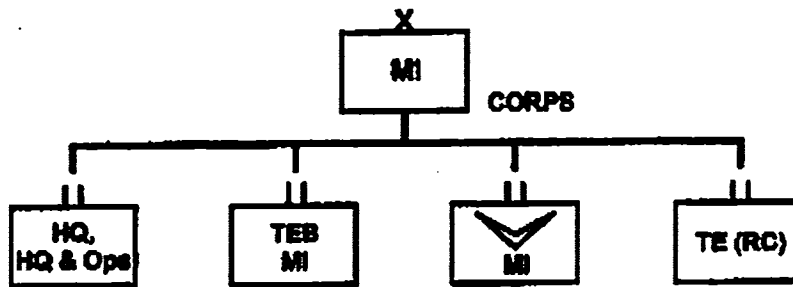 X
MI
CORPS
HQ,
HQ & Ops
TEB
MI
MI
TE (RC)